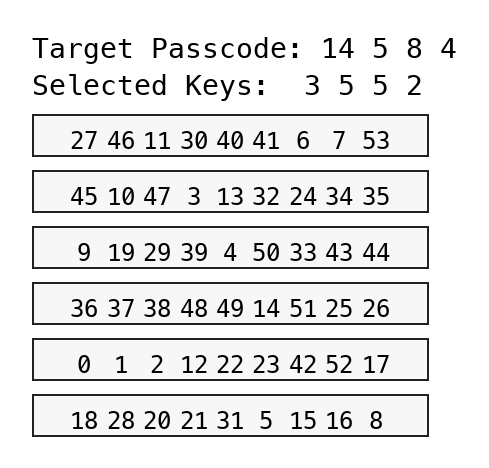 Target Passcode: 14 5 8 4
Selected Keys: 3 5 5 2
27 46 11 30 40 41 6 7 53
45 10 47 3 13 32 24 34 35
9 19 29 39 4 50 33 43 44
36 37 38 48 49 14 51 25 26
0 1 2 12 22 23 42 52 17
18 28 20 21 31 5 15 16 8